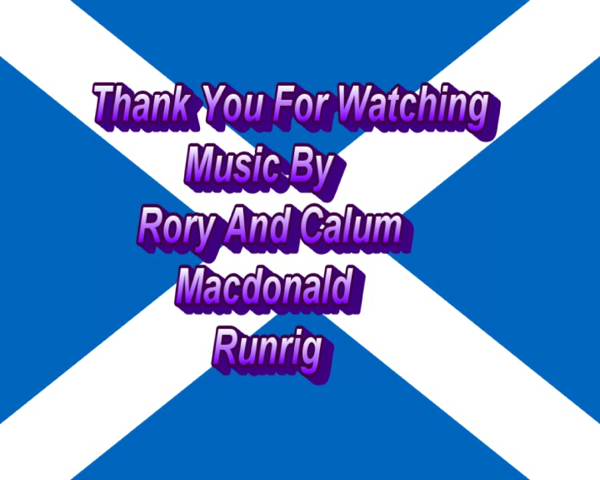 Thank You For Watching
Music By
Rory And Calum
Macdonald
Runrig